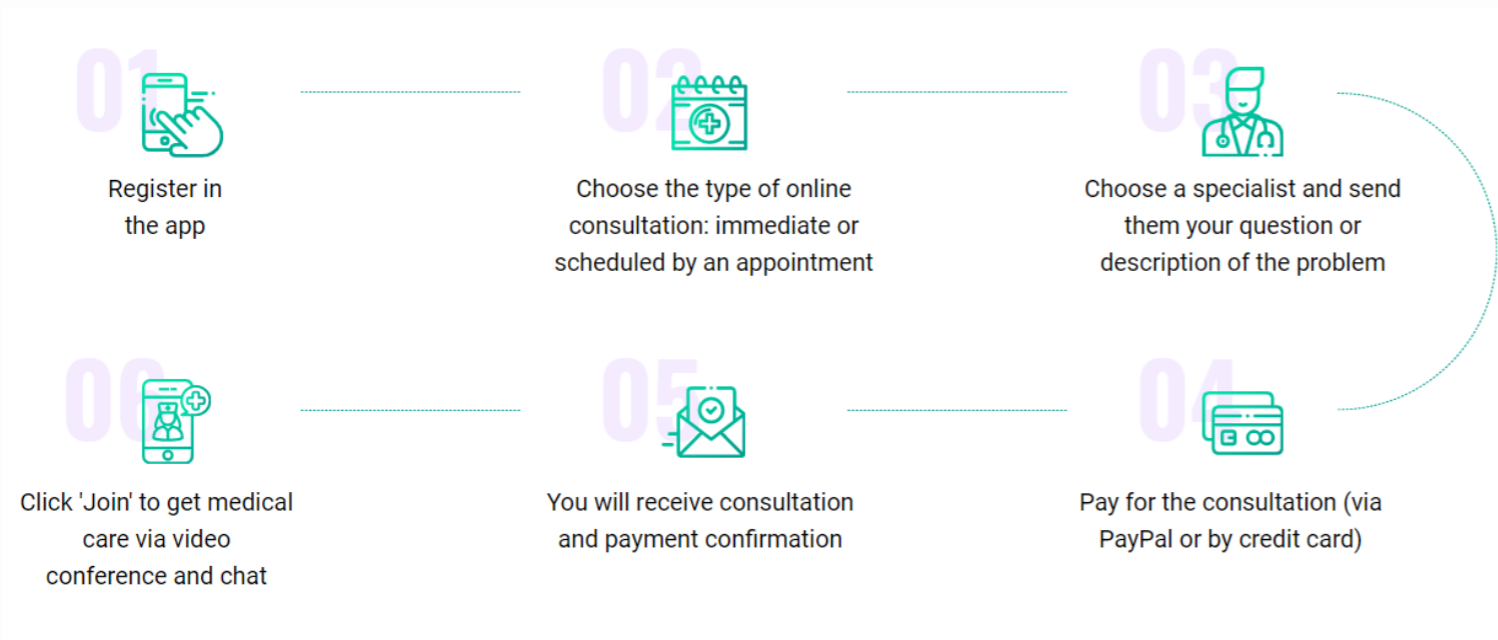 01
Register in
the app
02
Choose the type of online
consultation: immediate or
scheduled by an appointment
03
Choose a specialist and send
them your question or
description of the problem
04
Pay for the consultation (via
PayPal or by credit card)
05
You will receive consultation
and payment confirmation
06
Click 'Join' to get medical
care via video
conference and chat